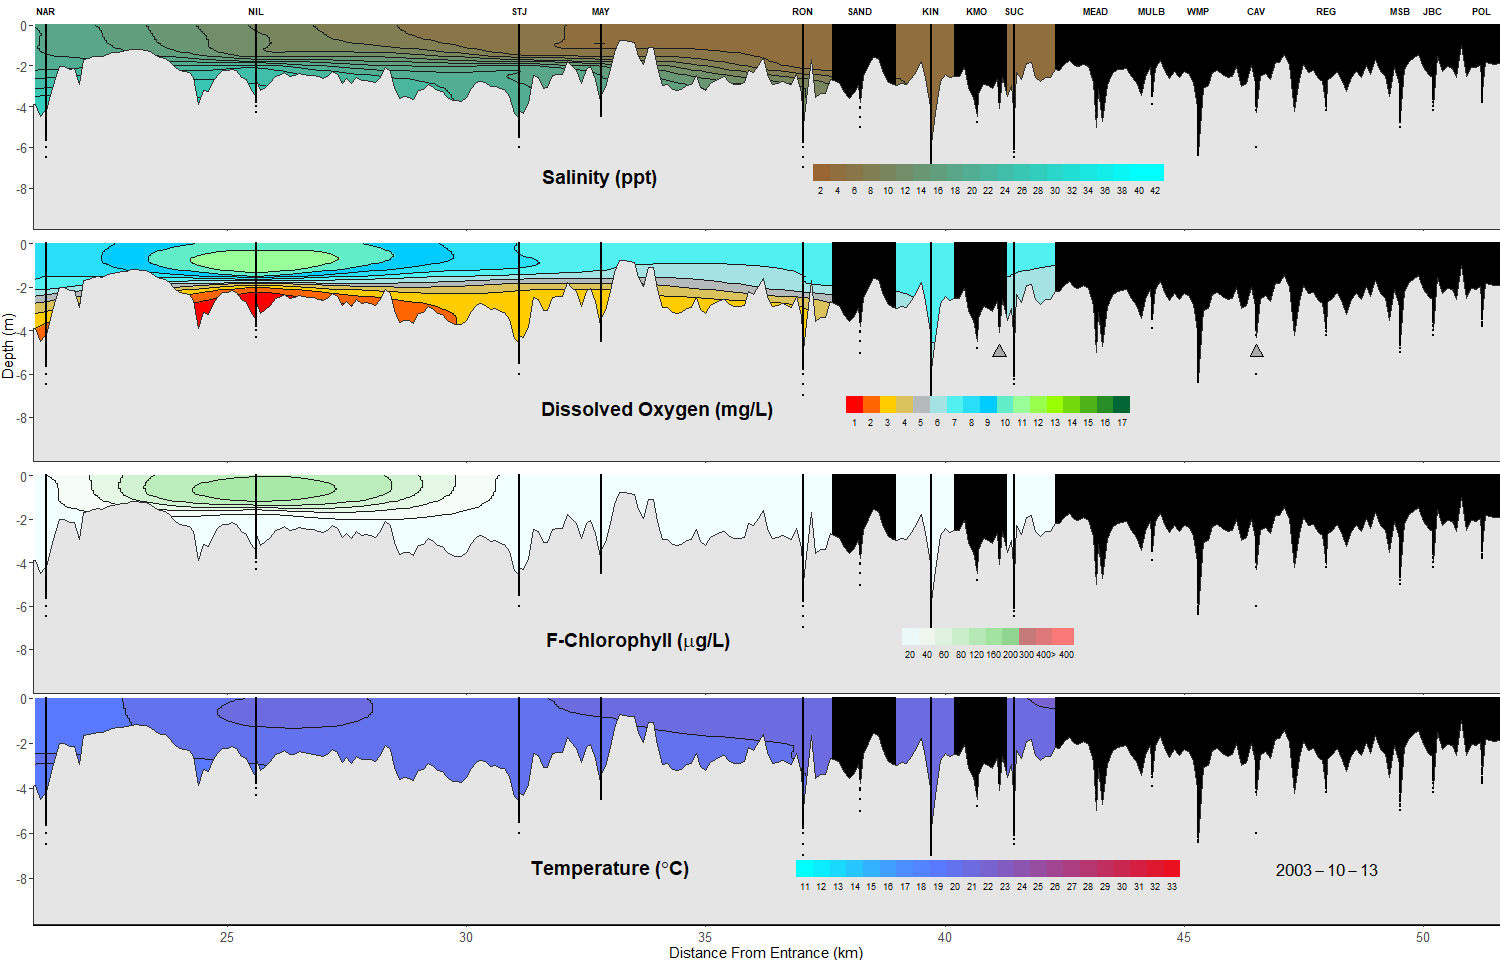 NAR NIL STJ MAY RON SAND KIN KMO SUC MEAD MULB WMP CAV REG MSB JBC POL
0
-2
-4
-6
-8
Salinity (ppt)
2 4 6 8 10 12 14 16 18 20 22 24 26 28 30 32 34 36 38 40 42
0
-2
-4
-6
-8
Depth (m)
Dissolved Oxygen (mg/L)
1 2 3 4 5 6 7 8 9 10 11 12 13 14 15 16 17
0
-2
-4
-6
-8
F-Chlorophyll (µg/L)
20 40 60 80 120 160 200 300 400> 400
0
-2
-4
-6
-8
Temperature (°C)
11 12 13 14 15 16 17 18 19 20 21 22 23 24 25 26 27 28 29 30 31 32 33
2003 – 10 – 13
25 30 35 40 45 50
Distance From Entrance (km)